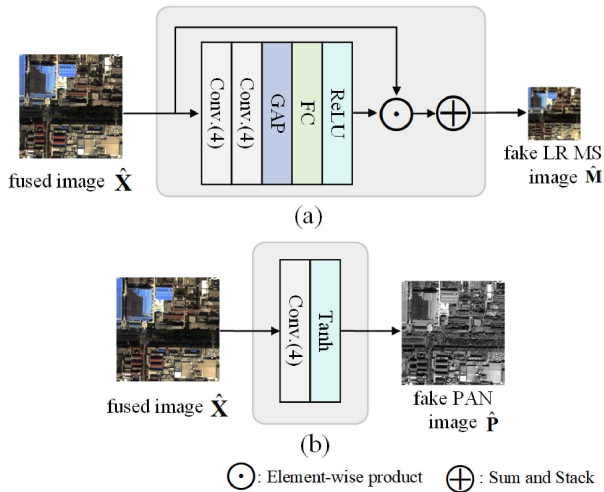 fused image X̂
Conv.(4)
Conv.(4)
GAP
FC
ReLU
fake LR MS
image M̂
(a)
fused image X̂
Conv.(4)
Tanh
fake PAN
image P̂
(b)
: Element-wise product
: Sum and Stack